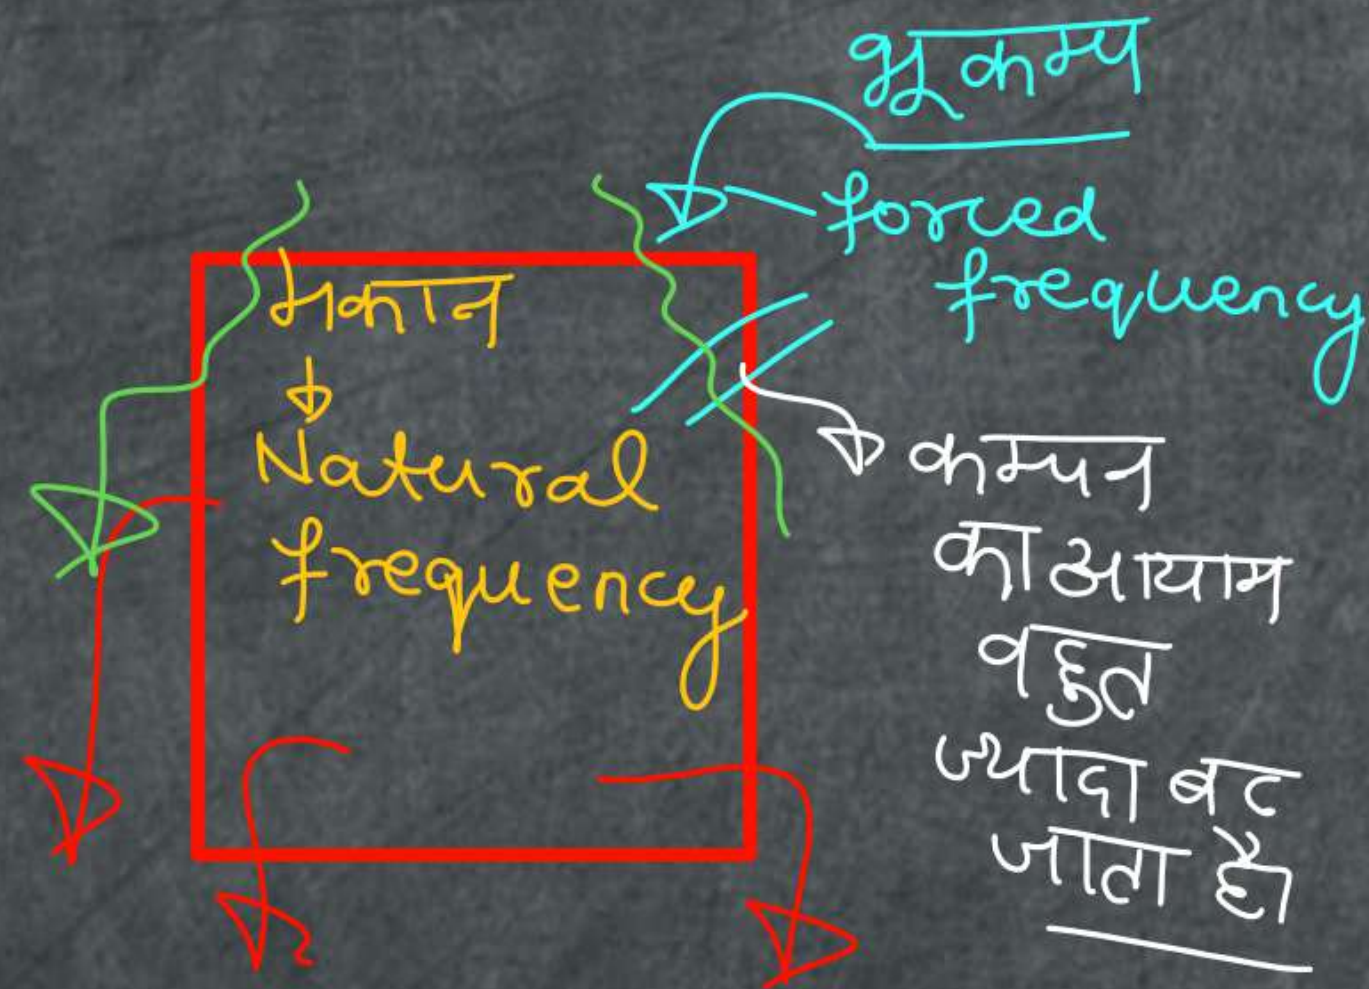 भूकम्प
forced
frequency
मकान
Natural
frequency
कम्पन
का आयाम
बहुत
ज्यादा बढ
जाता है।